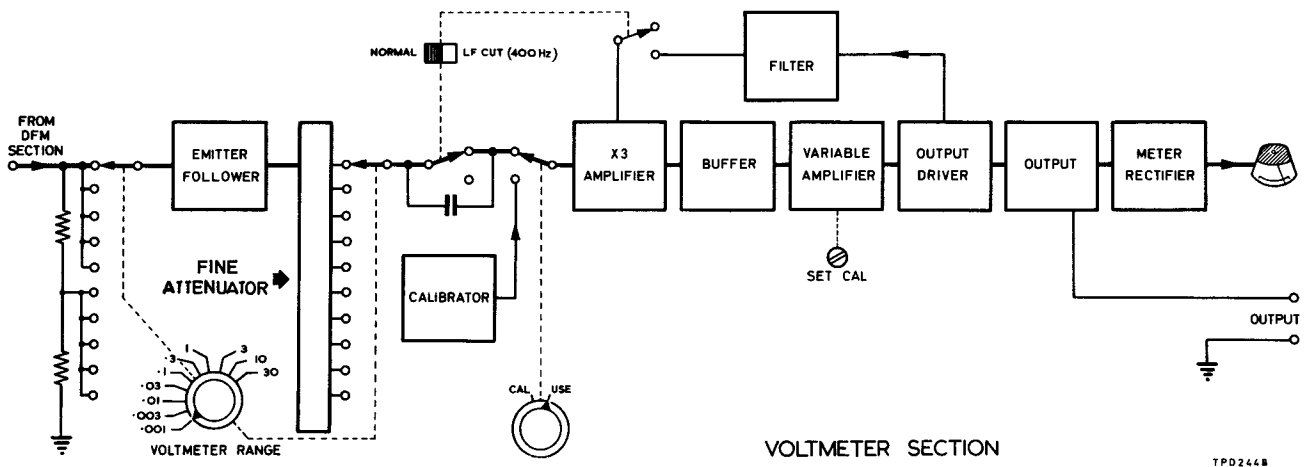 NORMAL
LF CUT (400Hz)
FILTER
FROM
DFM
SECTION
EMITTER
FOLLOWER
X3
AMPLIFIER
BUFFER
VARIABLE
AMPLIFIER
OUTPUT
DRIVER
OUTPUT
METER
RECTIFIER
FINE
ATTENUATOR
CALIBRATOR
SET CAL
OUTPUT
1
3
.3
10
.1
30
.03
.01
.003
.001
VOLTMETER RANGE
CAL
USE
VOLTMETER SECTION
TPD244B